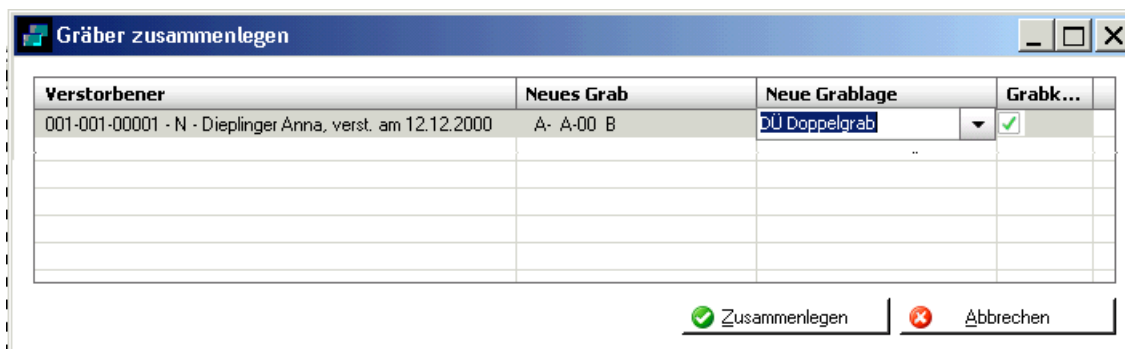 Gräber zusammenlegen
Verstorbener Neues Grab Neue Grablage Grabk...
001-001-00001 - N - Dieplinger Anna, verst. am 12.12.2000 A- A-00 B DÜ Doppelgrab
Zusammenlegen Abbrechen